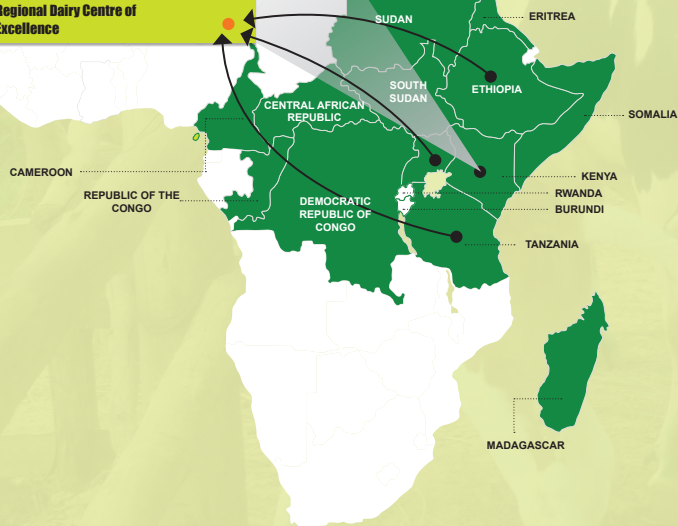 Regional Dairy Centre of
Excellence
SUDAN
ERITREA
ETHIOPIA
SOUTH
SUDAN
CENTRAL AFRICAN
REPUBLIC
SOMALIA
CAMEROON
KENYA
REPUBLIC OF THE
CONGO
RWANDA
DEMOCRATIC
REPUBLIC OF
CONGO
BURUNDI
TANZANIA
MADAGASCAR